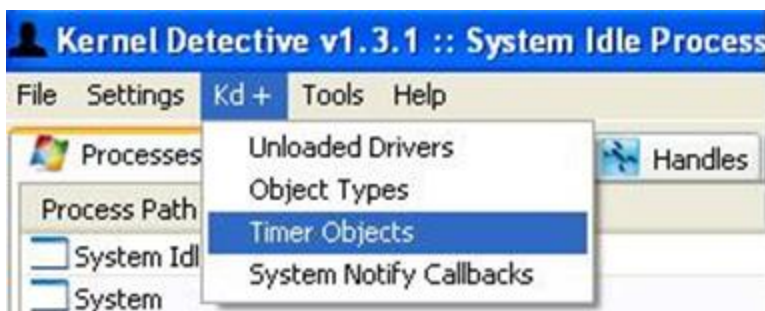 Kernel Detective v1.3.1 :: System Idle Process
File Settings Kd + Tools Help
Processes
Handles
Unloaded Drivers
Object Types
Timer Objects
System Notify Callbacks
Process Path
System Idl
System